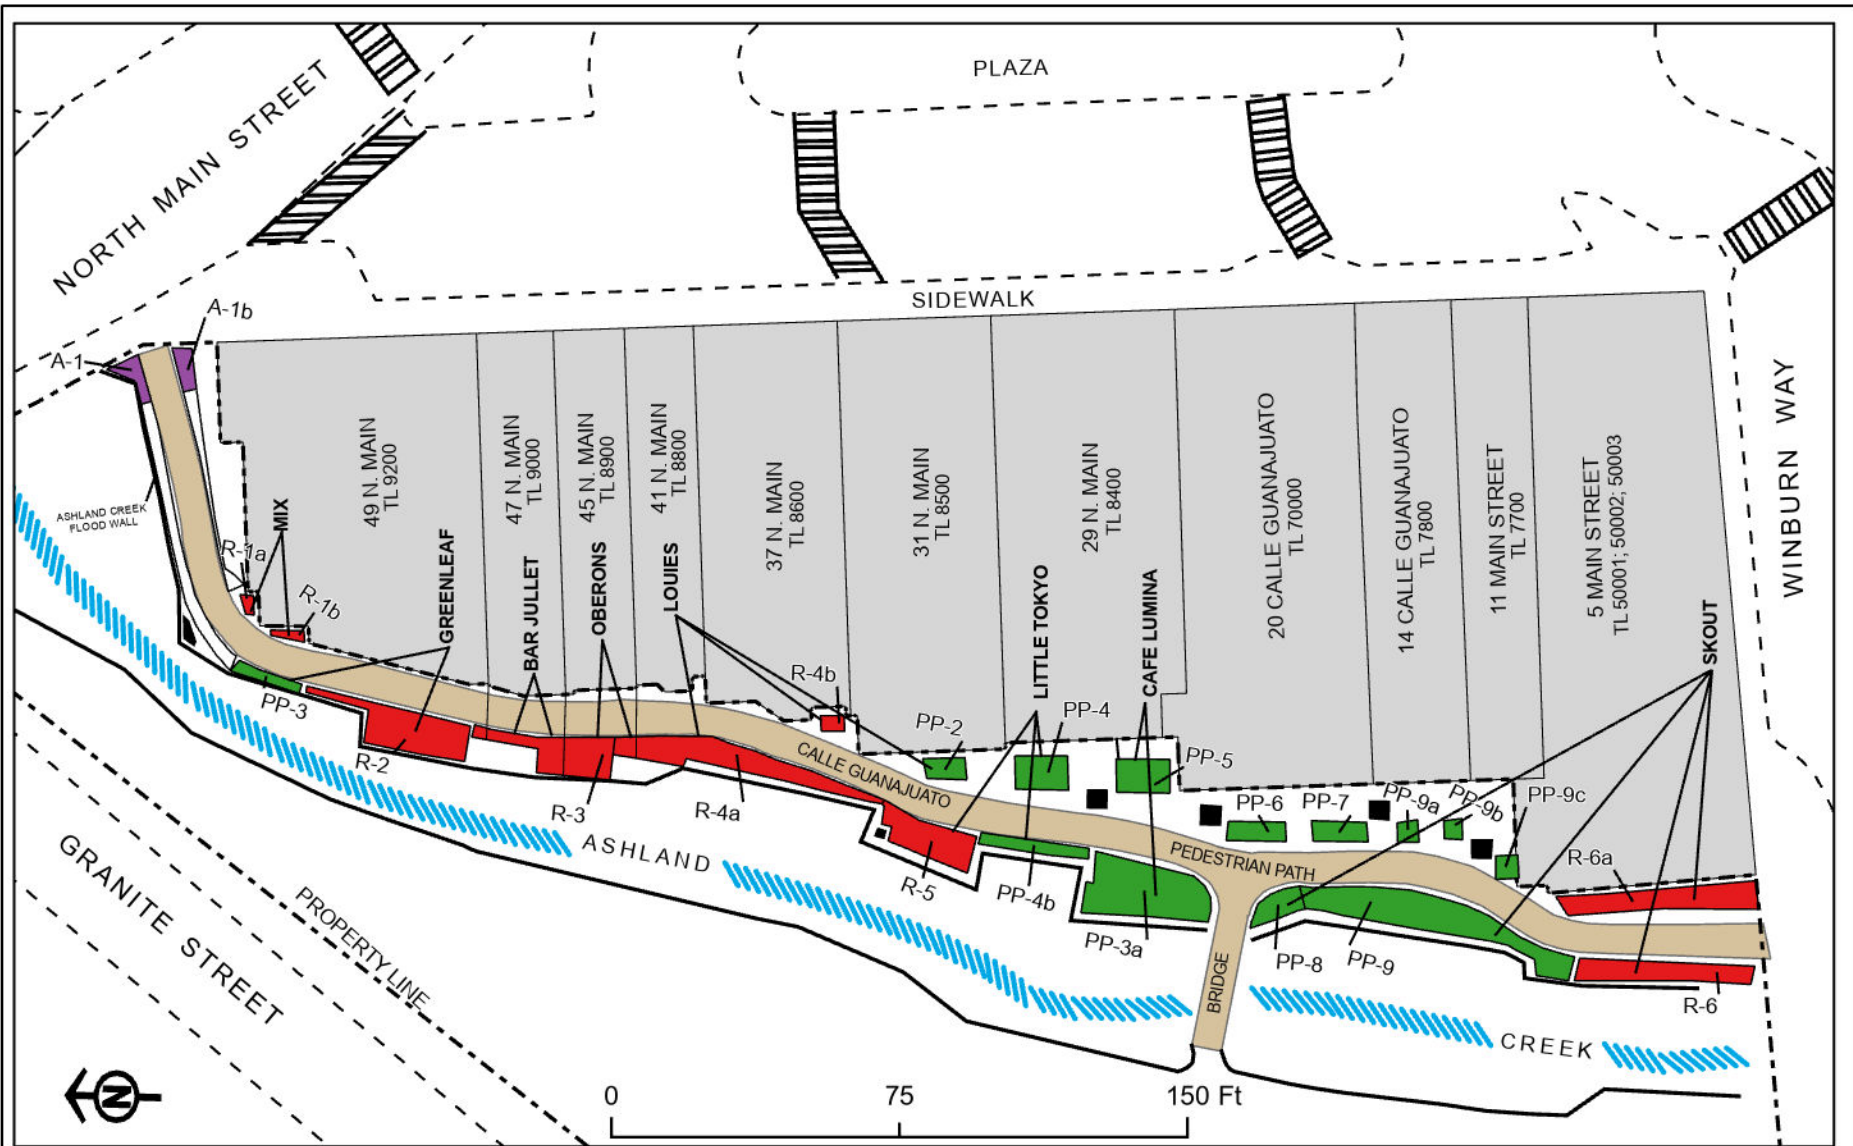 PLAZA
NORTH MAIN STREET
SIDEWALK
A-1b
A-1
WINBURN WAY
49 N. MAIN
TL 9200
47 N. MAIN
TL 9000
45 N. MAIN
TL 8900
41 N. MAIN
TL 8800
37 N. MAIN
TL 8600
31 N. MAIN
TL 8500
29 N. MAIN
TL 8400
20 CALLE GUANAJUATO
TL 70000
14 CALLE GUANAJUATO
TL 7800
11 MAIN STREET
TL 7700
5 MAIN STREET
TL 50001; 50002; 50003
ASHLAND CREEK
FLOOD WALL
MIX
R-1a
R-1b
GREENLEAF
BAR JULLET
OBERONS
LOUIES
LITTLE TOKYO
CAFE LUMINA
SKOUT
R-4b
PP-3
PP-2
PP-4
PP-5
R-2
R-3
R-4a
CALLE GUANAJUATO
PP-6
PP-7
PP-9a
PP-9b
PP-9c
R-6a
R-5
PP-4b
PP-3a
PEDESTRIAN PATH
PP-8
PP-9
R-6
BRIDGE
ASHLAND
CREEK
GRANITE STREET
PROPERTY LINE
N
0
75
150 Ft